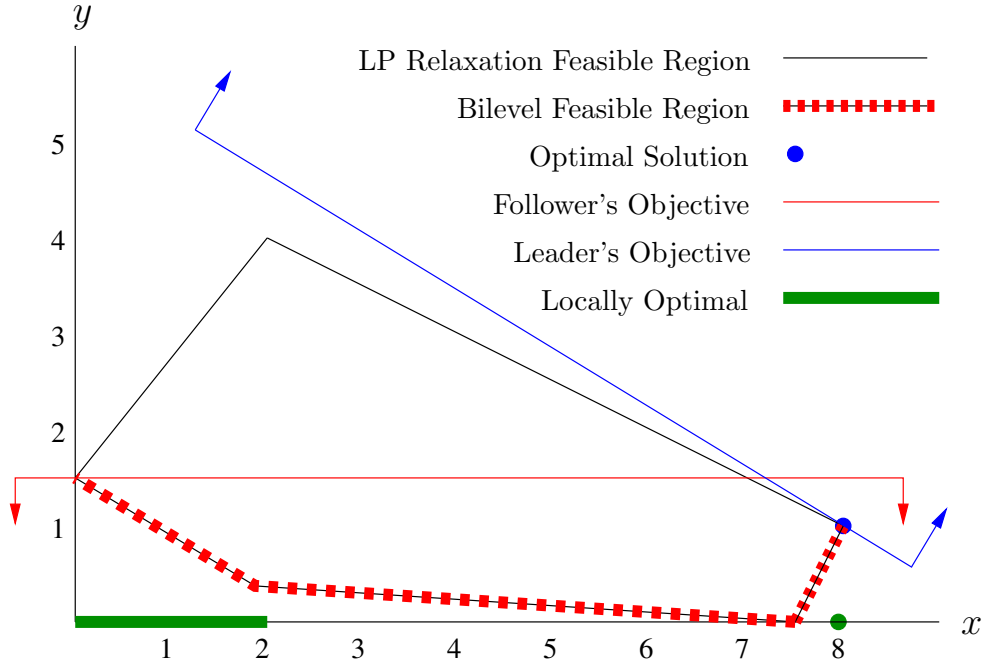 y
LP Relaxation Feasible Region
Bilevel Feasible Region
Optimal Solution
Follower's Objective
Leader's Objective
Locally Optimal
5
4
3
2
1
1 2 3 4 5 6 7 8
x